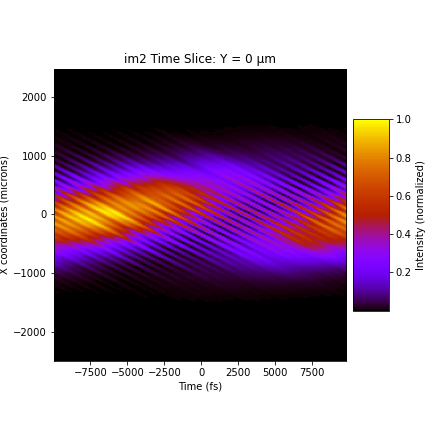 im2 Time Slice: Y = 0 μm
X coordinates (microns)
2000
1000
0
−1000
−2000
−7500 −5000 −2500 0 2500 5000 7500
Time (fs)
1.0
0.8
0.6
0.4
0.2
Intensity (normalized)